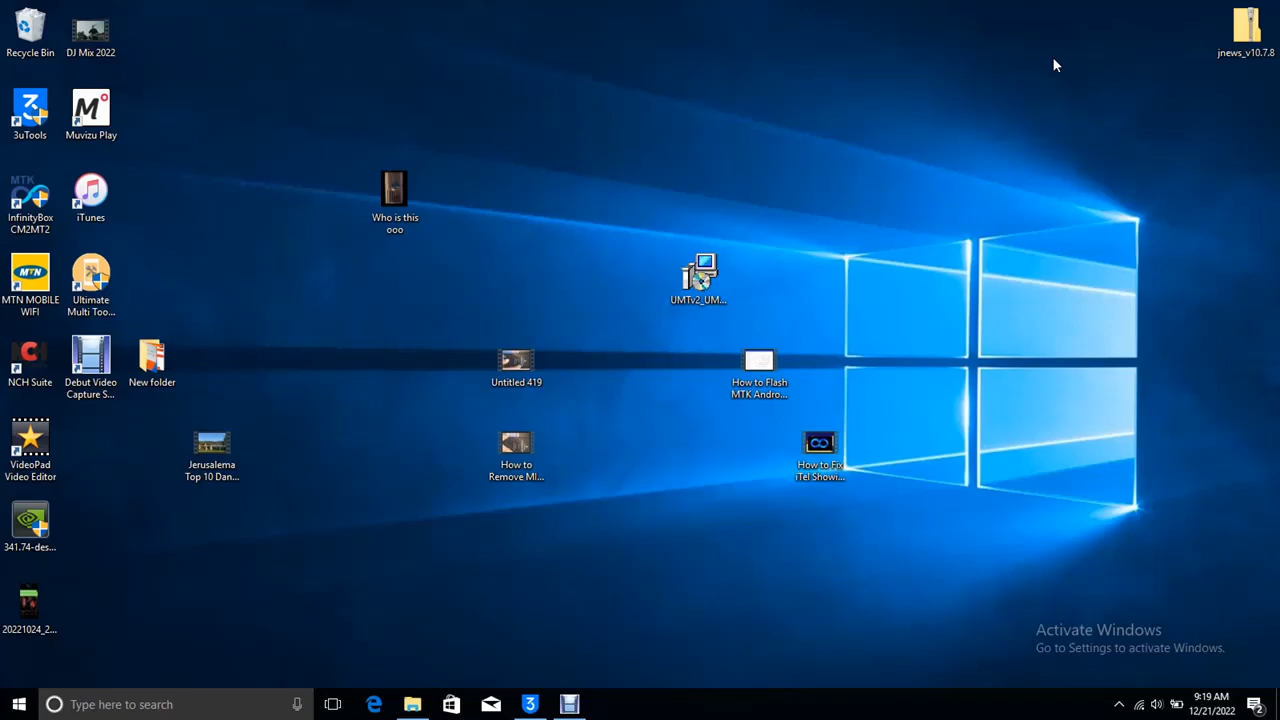 Recycle Bin
DJ Mix 2022
jnews_v10.7.8
3uTools
Muvizu Play
MTK
InfinityBox
CM2MT2
iTunes
Who is this
ooo
MTN
MTN MOBILE
WIFI
Ultimate
Multi Too...
UMTv2_UM...
NCH Suite
Debut Video
Capture S...
New folder
Untitled 419
How to Flash
MTK Andro...
VideoPad
Video Editor
Jerusalema
Top 10 Dan...
How to
Remove MI...
How to Fix
iTel Showi...
341.74-des...
20221024_2...
Activate Windows
Go to Settings to activate Windows.
Type here to search
9:19 AM
12/21/2022
2